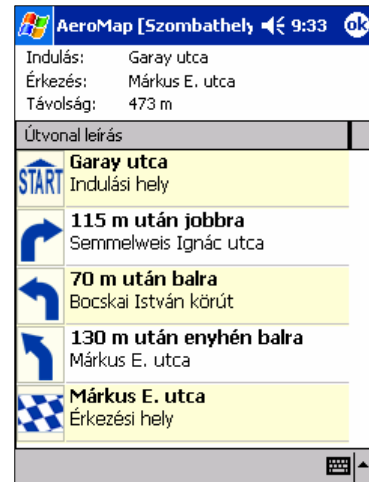 AeroMap [Szombathely 9:33 ok
Indulás: Garay utca
Érkezés: Márkus E. utca
Távolság: 473 m
Útvonal leírás
START
Garay utca
Indulási hely
115 m után jobbra
Semmelweis Ignác utca
70 m után balra
Bocskai István körút
130 m után enyhén balra
Márkus E. utca
Márkus E. utca
Érkezési hely